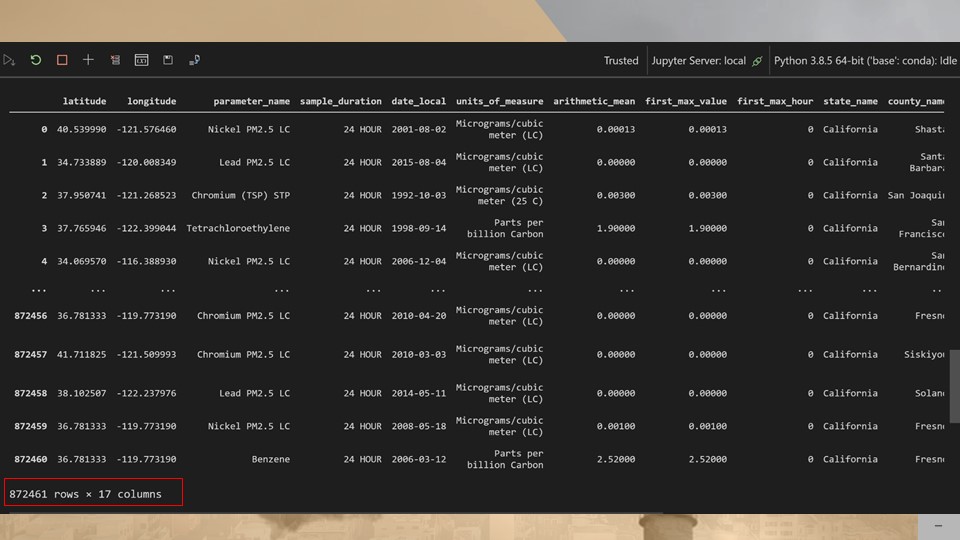 Trusted Jupyter Server: local Python 3.8.5 64-bit ('base': conda): Idle
latitude longitude parameter_name sample_duration date_local units_of_measure arithmetic_mean first_max_value first_max_hour state_name county_name
0 40.539990 -121.576460 Nickel PM2.5 LC 24 HOUR 2001-08-02 Micrograms/cubic meter (LC) 0.00013 0.00013 0 California Shasta
1 34.733889 -120.008349 Lead PM2.5 LC 24 HOUR 2015-08-04 Micrograms/cubic meter (LC) 0.00000 0.00000 0 California Santa Barbara
2 37.950741 -121.268523 Chromium (TSP) STP 24 HOUR 1992-10-03 Micrograms/cubic meter (25 C) 0.00300 0.00300 0 California San Joaquin
3 37.765946 -122.399044 Tetrachloroethylene 24 HOUR 1998-09-14 Parts per billion Carbon 1.90000 1.90000 0 California San Francisco
4 34.069570 -116.388930 Nickel PM2.5 LC 24 HOUR 2006-12-04 Micrograms/cubic meter (LC) 0.00000 0.00000 0 California San Bernardino
... ... ... ... ... ... ... ... ... ... ... ..
872456 36.781333 -119.773190 Chromium PM2.5 LC 24 HOUR 2010-04-20 Micrograms/cubic meter (LC) 0.00000 0.00000 0 California Fresno
872457 41.711825 -121.509993 Chromium PM2.5 LC 24 HOUR 2010-03-03 Micrograms/cubic meter (LC) 0.00000 0.00000 0 California Siskiyou
872458 38.102507 -122.237976 Lead PM2.5 LC 24 HOUR 2014-05-11 Micrograms/cubic meter (LC) 0.00000 0.00000 0 California Solano
872459 36.781333 -119.773190 Nickel PM2.5 LC 24 HOUR 2008-05-18 Micrograms/cubic meter (LC) 0.00100 0.00100 0 California Fresno
872460 36.781333 -119.773190 Benzene 24 HOUR 2006-03-12 Parts per billion Carbon 2.52000 2.52000 0 California Fresno
872461 rows × 17 columns